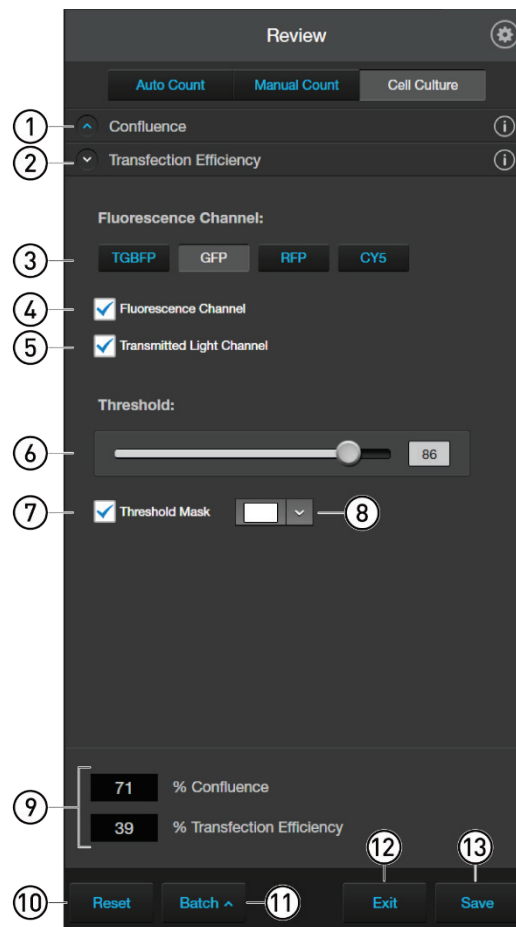 Review
Auto Count Manual Count Cell Culture
1 Confluence i
2 Transfection Efficiency i
Fluorescence Channel:
3 TGBFP GFP RFP CY5
4 Fluorescence Channel
5 Transmitted Light Channel
Threshold:
6 86
7 Threshold Mask 8
71 % Confluence
9
39 % Transfection Efficiency
12 13
10 Reset Batch 11 Exit Save